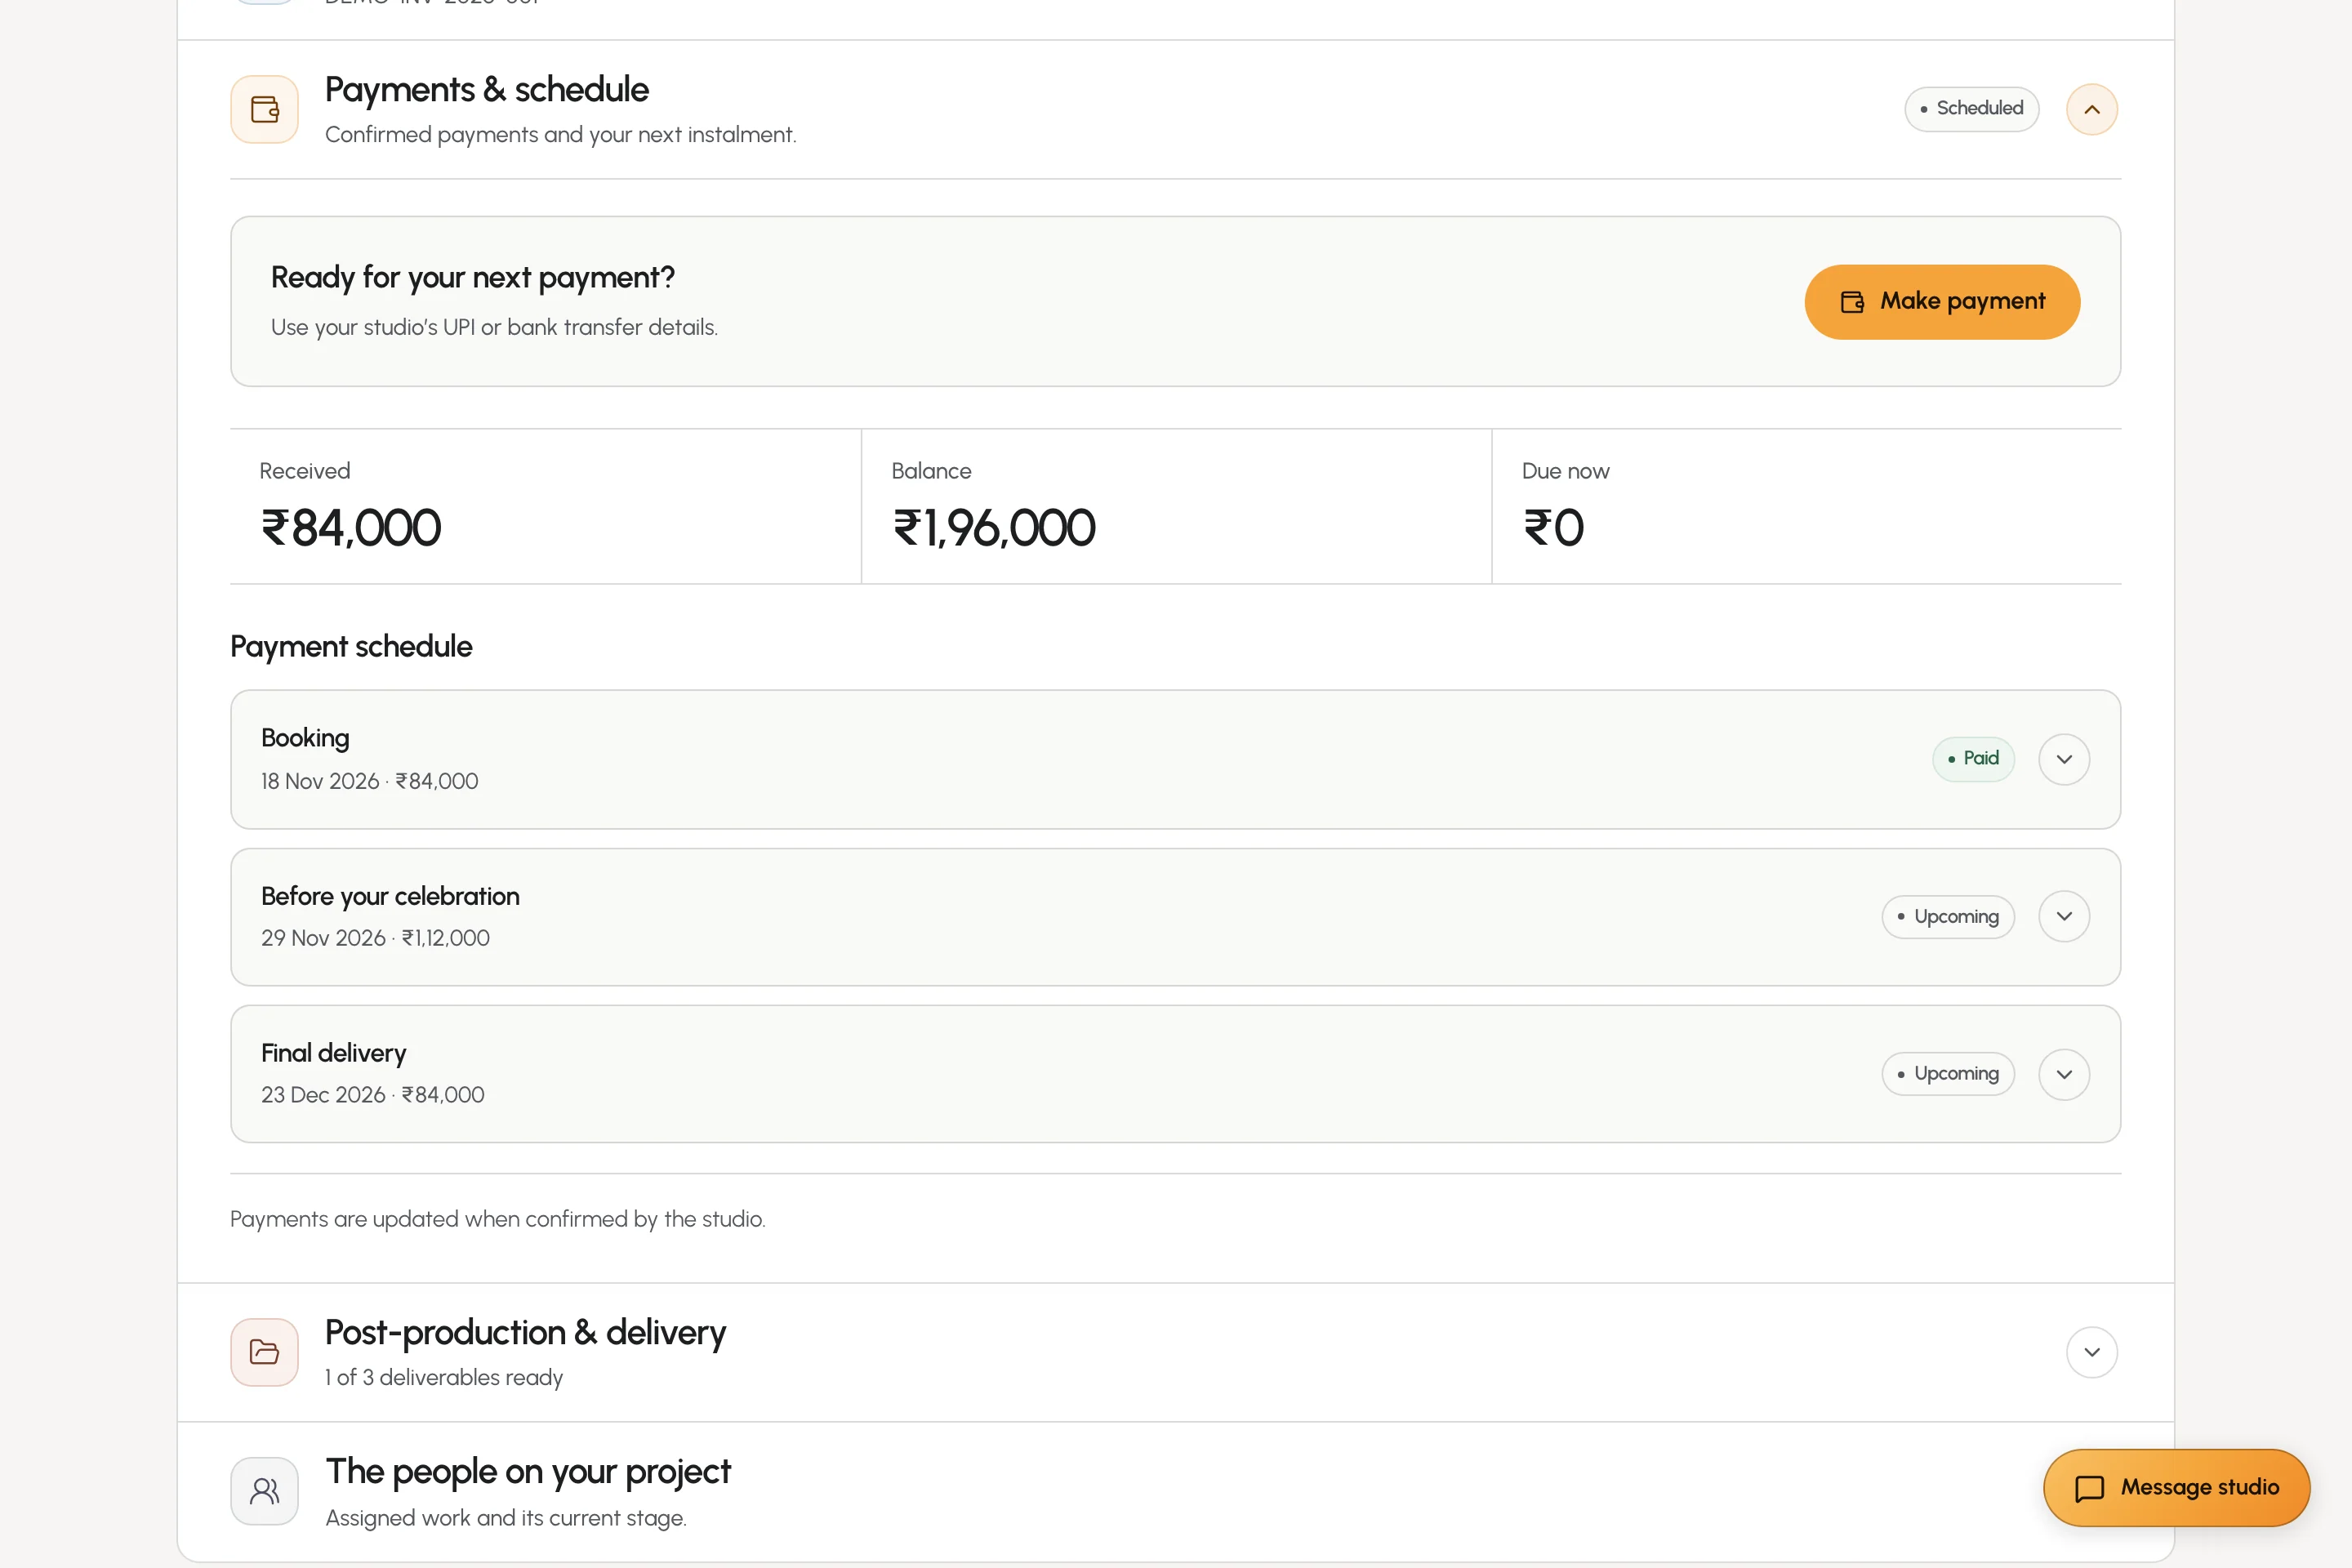 Payments & schedule
Confirmed payments and your next instalment.
Scheduled
Ready for your next payment?
Use your studio’s UPI or bank transfer details.
Make payment
Received
₹84,000
Balance
₹1,96,000
Due now
₹0
Payment schedule
Booking
18 Nov 2026 · ₹84,000
Paid
Before your celebration
29 Nov 2026 · ₹1,12,000
Upcoming
Final delivery
23 Dec 2026 · ₹84,000
Upcoming
Payments are updated when confirmed by the studio.
Post-production & delivery
1 of 3 deliverables ready
The people on your project
Assigned work and its current stage.
Message studio